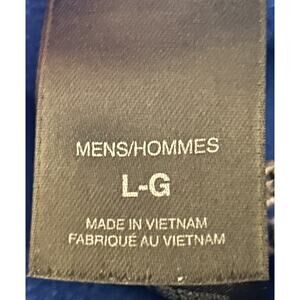 MENS/HOMMES
L-G
MADE IN VIETNAM
FABRIQUÉ AU VIETNAM